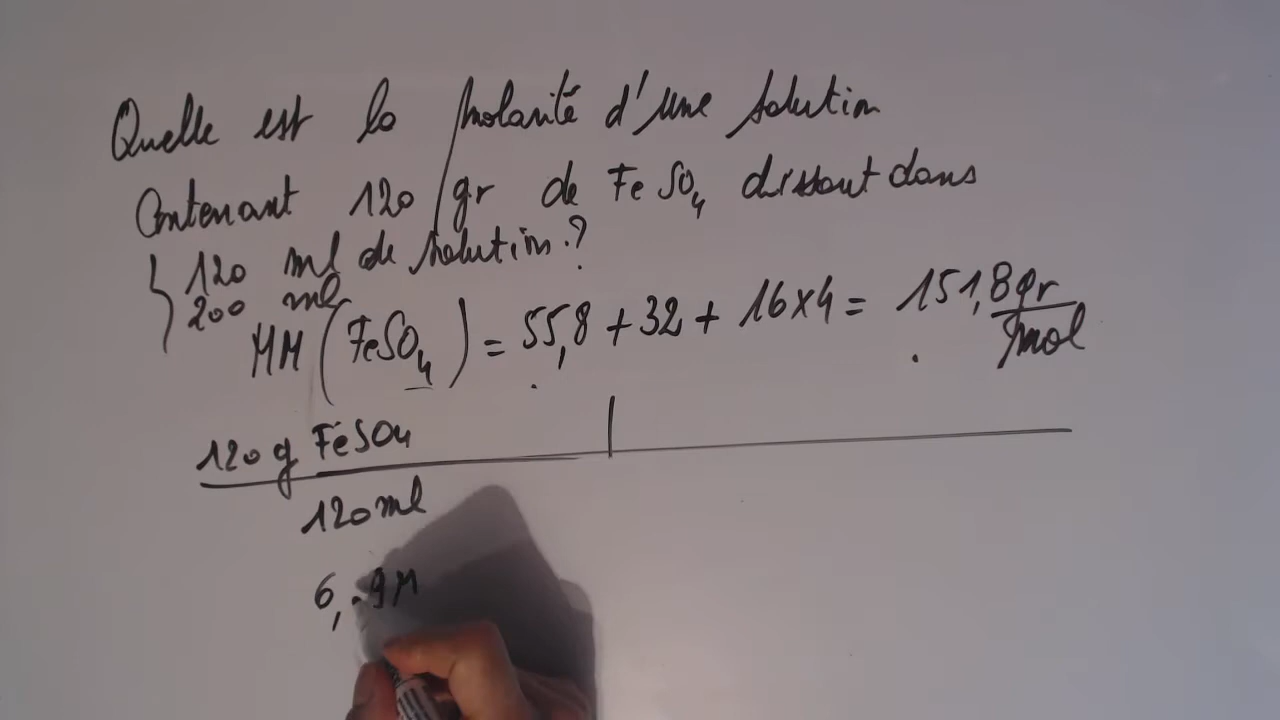 Quelle est la molarité d'une solution
Contenant 120 gr de FeSO4 dissout dans
120 ml de solution.?
200 ml
MM (FeSO4) = 55,8 + 32 + 16x4 = 151,8 gr/mol
120 g FeSO4
120 ml
6, 9M